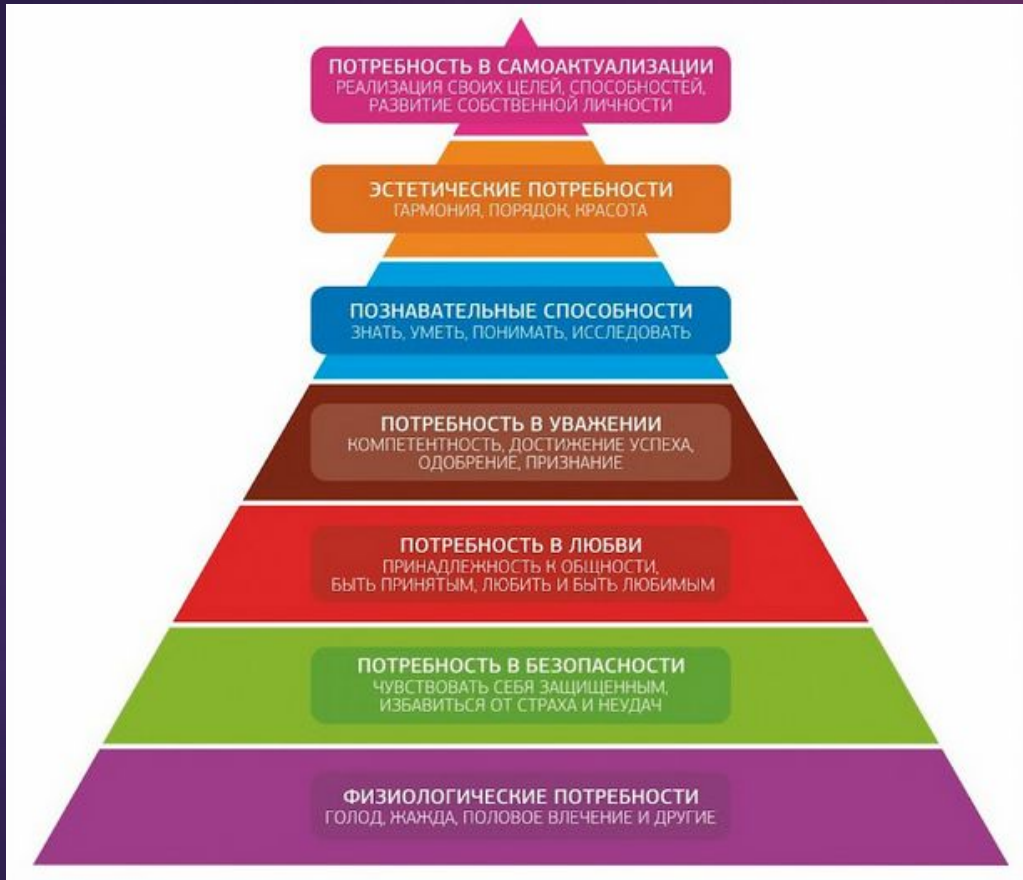 ПОТРЕБНОСТЬ В САМОАКТУАЛИЗАЦИИ
РЕАЛИЗАЦИЯ СВОИХ ЦЕЛЕЙ, СПОСОБНОСТЕЙ,
РАЗВИТИЕ СОБСТВЕННОЙ ЛИЧНОСТИ
ЭСТЕТИЧЕСКИЕ ПОТРЕБНОСТИ
ГАРМОНИЯ, ПОРЯДОК, КРАСОТА
ПОЗНАВАТЕЛЬНЫЕ СПОСОБНОСТИ
ЗНАТЬ, УМЕТЬ, ПОНИМАТЬ, ИССЛЕДОВАТЬ
ПОТРЕБНОСТЬ В УВАЖЕНИИ
КОМПЕТЕНТНОСТЬ, ДОСТИЖЕНИЕ УСПЕХА,
ОДОБРЕНИЕ, ПРИЗНАНИЕ
ПОТРЕБНОСТЬ В ЛЮБВИ
ПРИНАДЛЕЖНОСТЬ К ОБЩНОСТИ,
БЫТЬ ПРИНЯТЫМ, ЛЮБИТЬ И БЫТЬ ЛЮБИМЫМ
ПОТРЕБНОСТЬ В БЕЗОПАСНОСТИ
ЧУВСТВОВАТЬ СЕБЯ ЗАЩИЩЕННЫМ,
ИЗБАВИТЬСЯ ОТ СТРАХА И НЕУДАЧ
ФИЗИОЛОГИЧЕСКИЕ ПОТРЕБНОСТИ
ГОЛОД, ЖАЖДА, ПОЛОВОЕ ВЛЕЧЕНИЕ И ДРУГИЕ